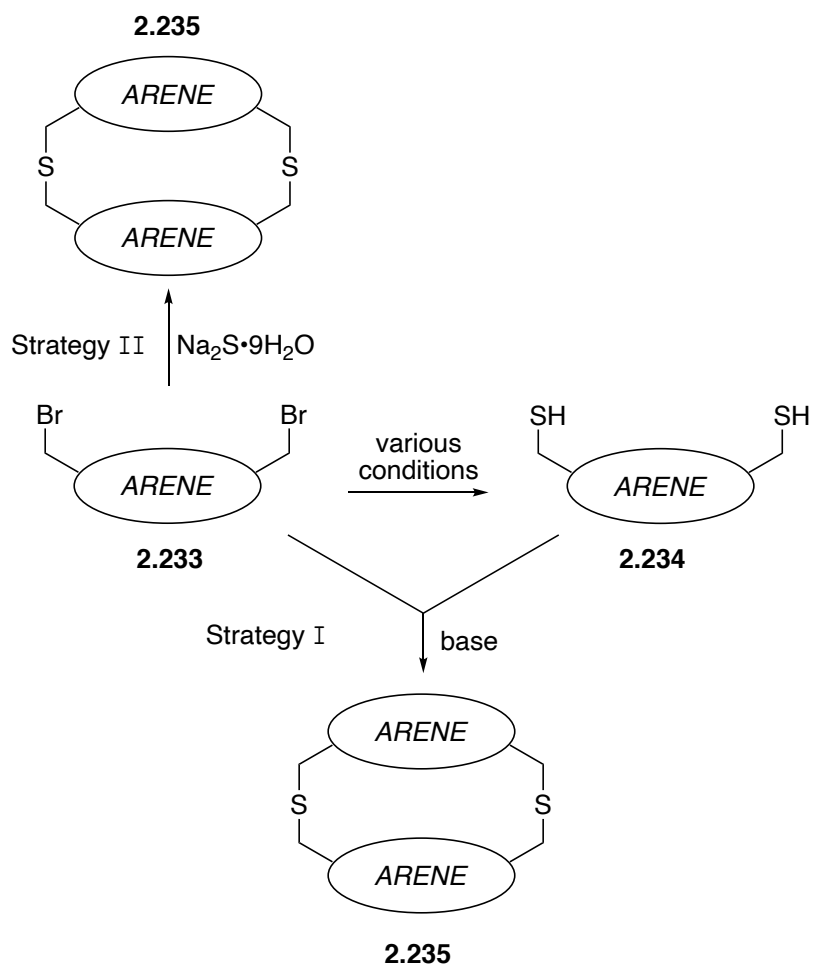 2.235
ARENE
S S
ARENE
Strategy II Na₂S•9H₂O
Br Br
ARENE
2.233
various
conditions
SH SH
ARENE
2.234
Strategy I base
ARENE
S S
ARENE
2.235